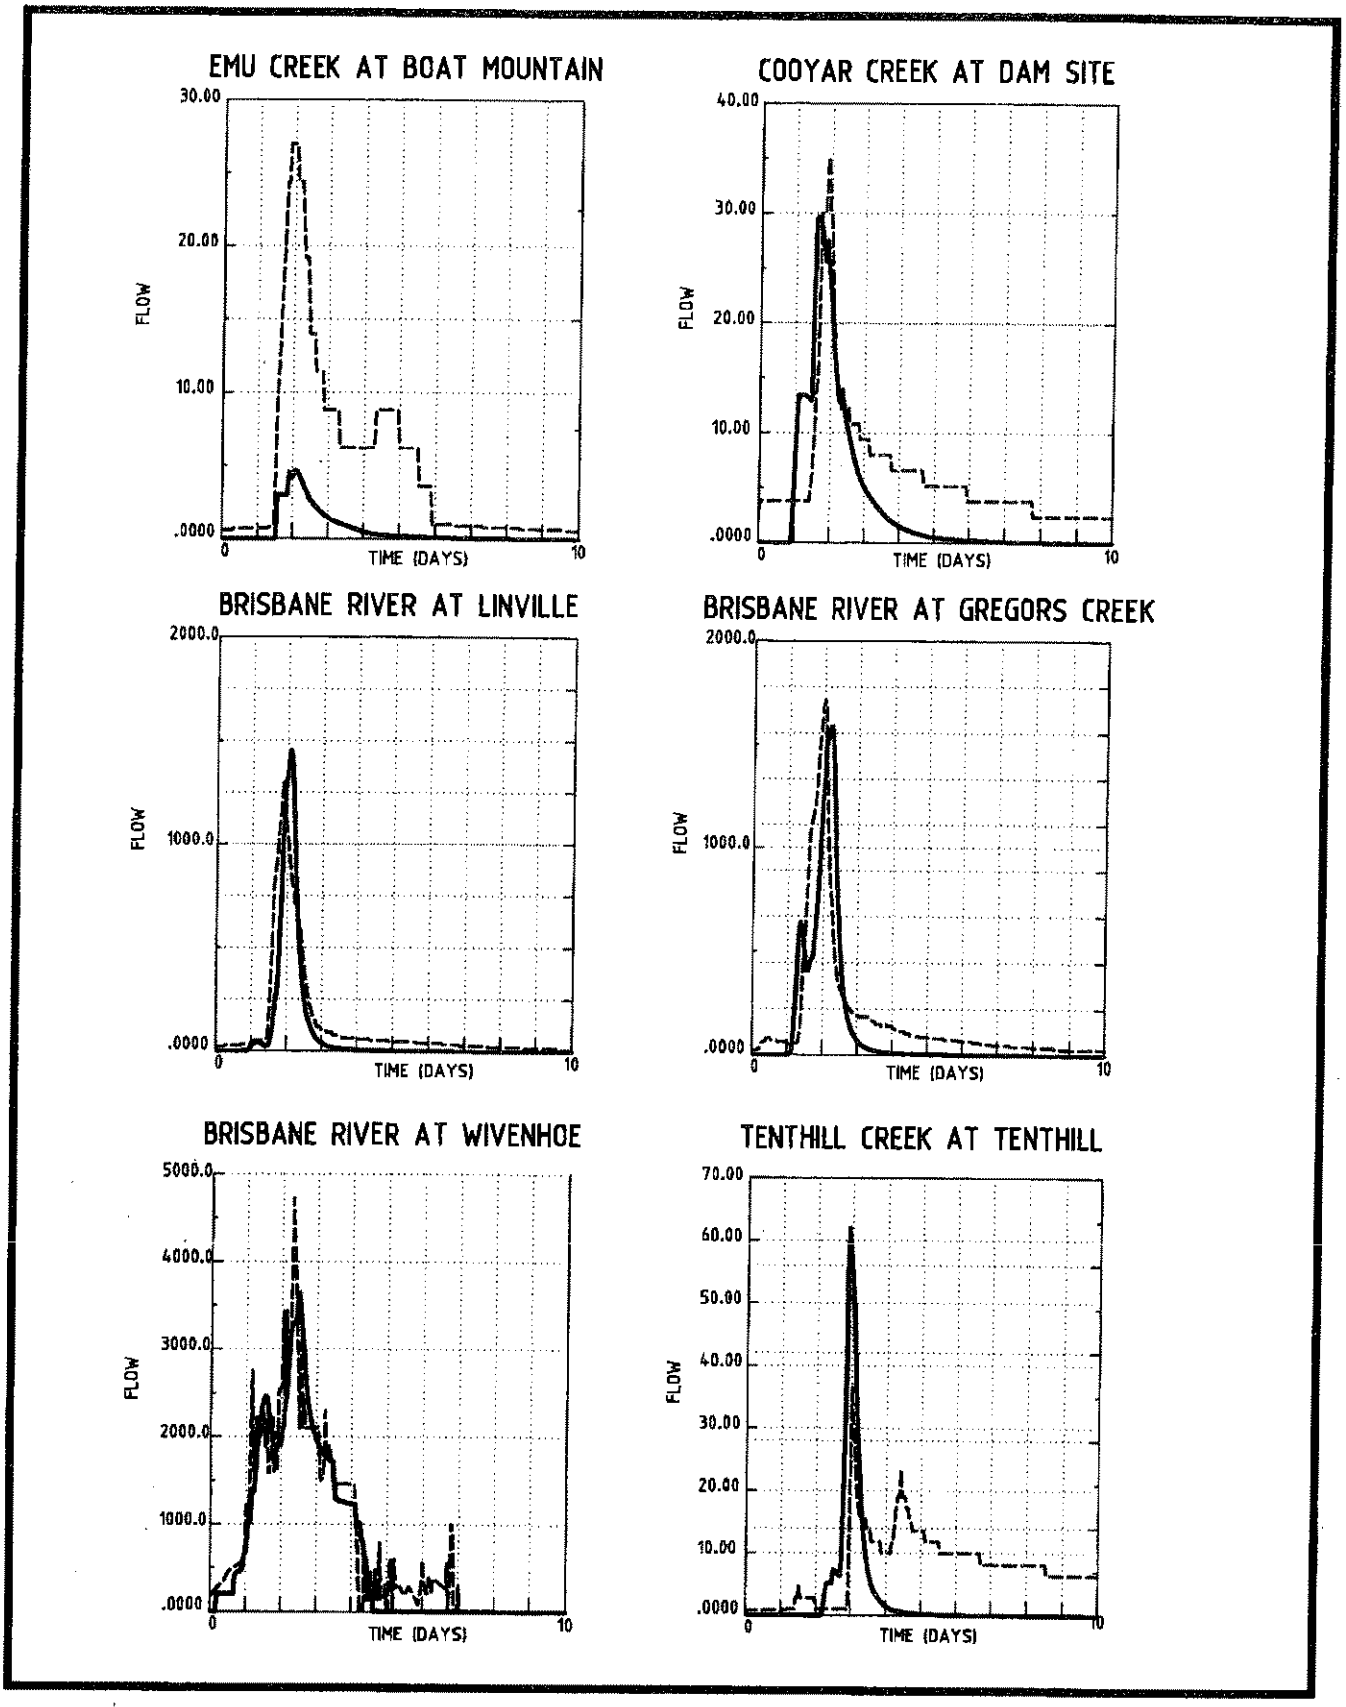 EMU CREEK AT BOAT MOUNTAIN
30.00
20.00
10.00
.0000
FLOW
0
10
TIME (DAYS)
COOYAR CREEK AT DAM SITE
40.00
30.00
20.00
10.00
.0000
FLOW
0
10
TIME (DAYS)
BRISBANE RIVER AT LINVILLE
2000.0
1000.0
.0000
FLOW
0
10
TIME (DAYS)
BRISBANE RIVER AT GREGORS CREEK
2000.0
1000.0
.0000
FLOW
0
10
TIME (DAYS)
BRISBANE RIVER AT WIVENHOE
5000.0
4000.0
3000.0
2000.0
1000.0
.0000
FLOW
0
10
TIME (DAYS)
TENTHILL CREEK AT TENTHILL
70.00
60.00
50.00
40.00
30.00
20.00
10.00
.0000
FLOW
0
10
TIME (DAYS)